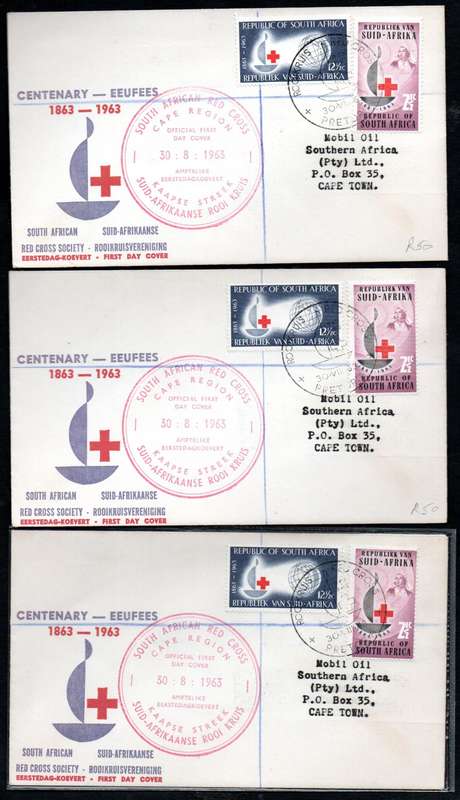 REPUBLIC OF SOUTH AFRICA
1863-1963
12½c
REPUBLIEK VAN SUID-AFRIKA
REPUBLIEK VAN
SUID-AFRIKA
2½c
REPUBLIC OF
SOUTH AFRICA
CENTENARY — EEUFEES
1863 — 1963
SOUTH AFRICAN RED CROSS
CAPE REGION
OFFICIAL FIRST
DAY COVER
30 · 8 · 1963
AMPTELIKE
EERSTEDAGKOEVERT
KAAPSE STREEK
SUID-AFRIKAANSE ROOI KRUIS
Mobil Oil
Southern Africa
(Pty) Ltd.,
P.O. Box 35,
CAPE TOWN.
SOUTH AFRICAN SUID-AFRIKAANSE
RED CROSS SOCIETY - ROOIKRUISVERENIGING
EERSTEDAG-KOEVERT - FIRST DAY COVER
R50
REPUBLIC OF SOUTH AFRICA
1863-1963
12½c
REPUBLIEK VAN SUID-AFRIKA
REPUBLIEK VAN
SUID-AFRIKA
2½c
REPUBLIC OF
SOUTH AFRICA
CENTENARY — EEUFEES
1863 — 1963
SOUTH AFRICAN RED CROSS
CAPE REGION
OFFICIAL FIRST
DAY COVER
30 · 8 · 1963
AMPTELIKE
EERSTEDAGKOEVERT
KAAPSE STREEK
SUID-AFRIKAANSE ROOI KRUIS
Mobil Oil
Southern Africa
(Pty) Ltd.,
P.O. Box 35,
CAPE TOWN.
SOUTH AFRICAN SUID-AFRIKAANSE
RED CROSS SOCIETY - ROOIKRUISVERENIGING
EERSTEDAG-KOEVERT - FIRST DAY COVER
R50
REPUBLIC OF SOUTH AFRICA
1863-1963
12½c
REPUBLIEK VAN SUID-AFRIKA
REPUBLIEK VAN
SUID-AFRIKA
2½c
REPUBLIC OF
SOUTH AFRICA
CENTENARY — EEUFEES
1863 — 1963
SOUTH AFRICAN RED CROSS
CAPE REGION
OFFICIAL FIRST
DAY COVER
30 · 8 · 1963
AMPTELIKE
EERSTEDAGKOEVERT
KAAPSE STREEK
SUID-AFRIKAANSE ROOI KRUIS
Mobil Oil
Southern Africa
(Pty) Ltd.,
P.O. Box 35,
CAPE TOWN.
SOUTH AFRICAN SUID-AFRIKAANSE
RED CROSS SOCIETY - ROOIKRUISVERENIGING
EERSTEDAG-KOEVERT - FIRST DAY COVER